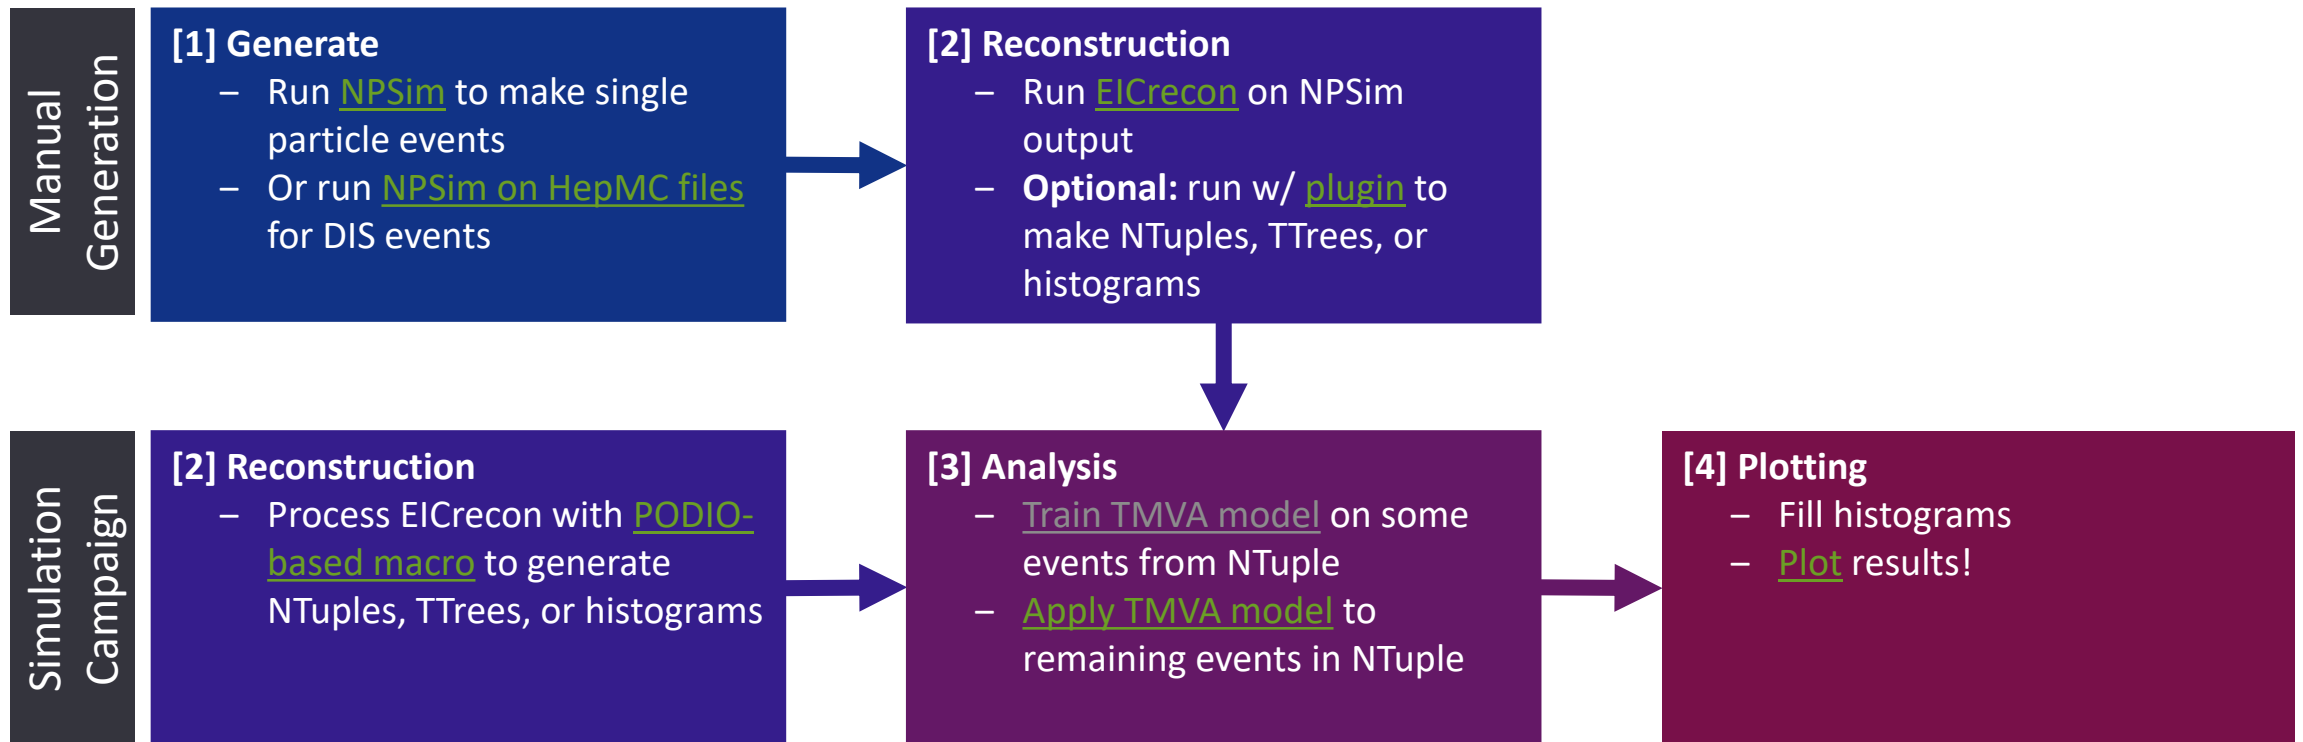 Manual
Generation
[1] Generate
– Run NPSim to make single
particle events
– Or run NPSim on HepMC files
for DIS events
[2] Reconstruction
– Run EICrecon on NPSim
output
– Optional: run w/ plugin to
make NTuples, TTrees, or
histograms
Simulation
Campaign
[2] Reconstruction
– Process EICrecon with PODIO-
based macro to generate
NTuples, TTrees, or histograms
[3] Analysis
– Train TMVA model on some
events from NTuple
– Apply TMVA model to
remaining events in NTuple
[4] Plotting
– Fill histograms
– Plot results!